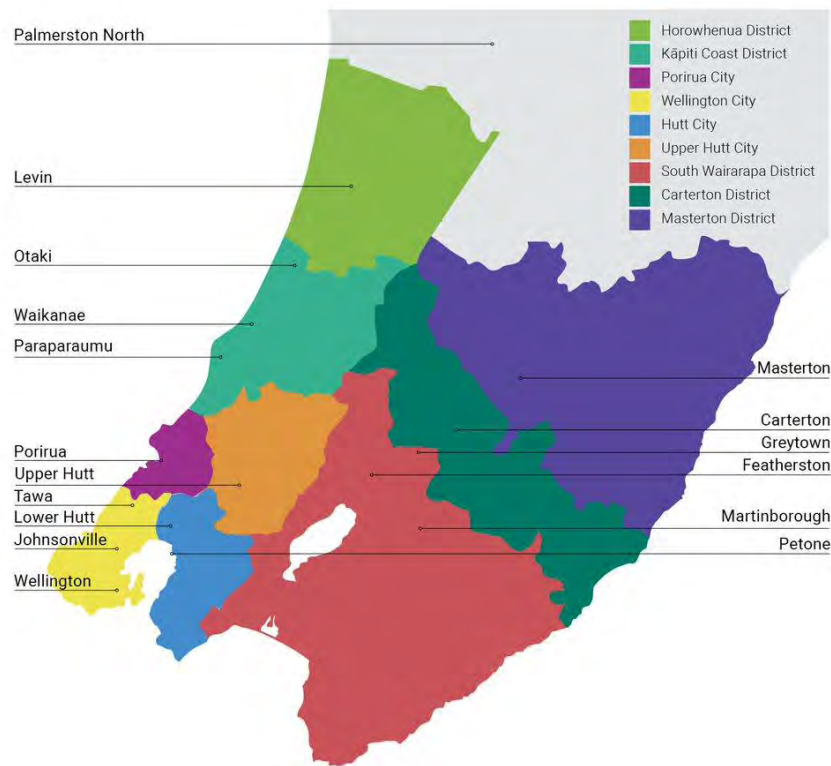 Palmerston North
Levin
Otaki
Waikanae
Paraparaumu
Porirua
Upper Hutt
Tawa
Lower Hutt
Johnsonville
Wellington
Horowhenua District
Kāpiti Coast District
Porirua City
Wellington City
Hutt City
Upper Hutt City
South Wairarapa District
Carterton District
Masterton District
Masterton
Carterton
Greytown
Featherston
Martinborough
Petone